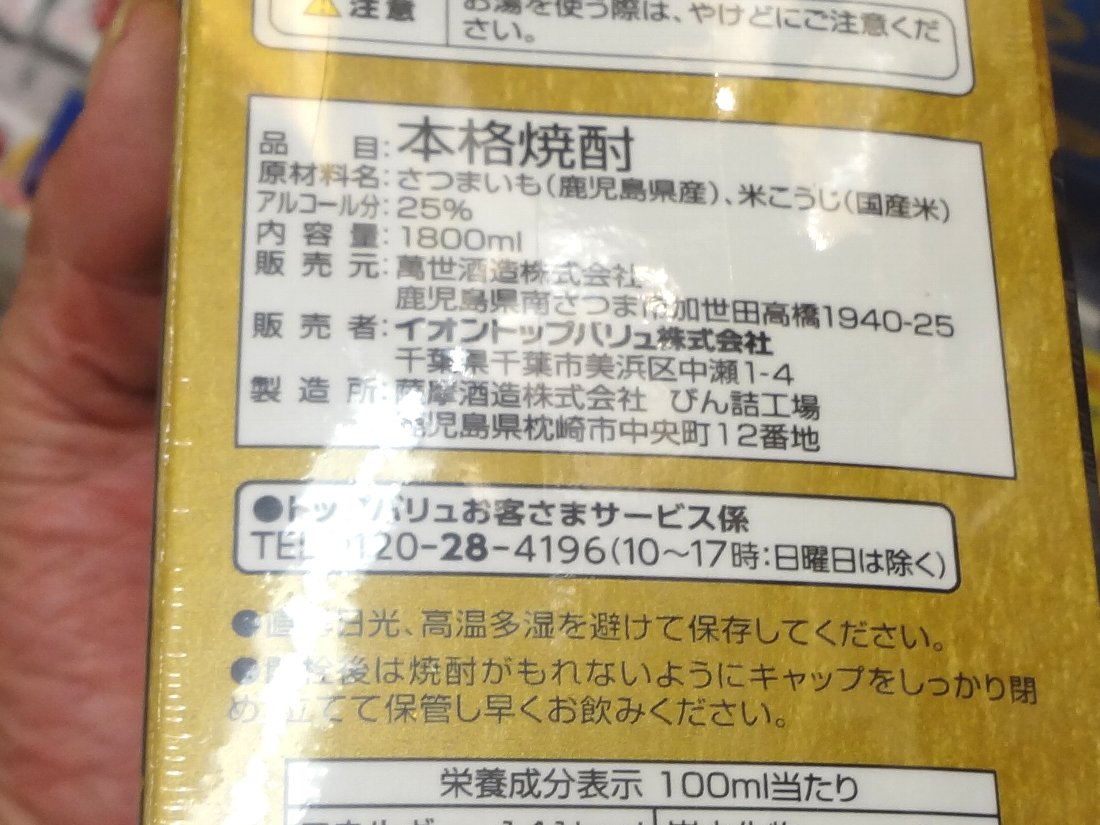 注意
お湯を使う際は、やけどにご注意くだ
さい。
品目:本格焼酎
原材料名:さつまいも(鹿児島県産)、米こうじ(国産米)
アルコール分:25%
内容量:1800ml
販売元:萬世酒造株式会社
鹿児島県南さつま市加世田高橋1940-25
販売者:イオントップバリュ株式会社
千葉県千葉市美浜区中瀬1-4
製造所:薩摩酒造株式会社 びん詰工場
鹿児島県枕崎市中央町12番地
●トップバリュお客さまサービス係
TEL 0120-28-4196(10〜17時:日曜日は除く)
●直射日光、高温多湿を避けて保存してください。
●開栓後は焼酎がもれないようにキャップをしっかり閉
め、立てて保管し早くお飲みください。
栄養成分表示 100ml当たり